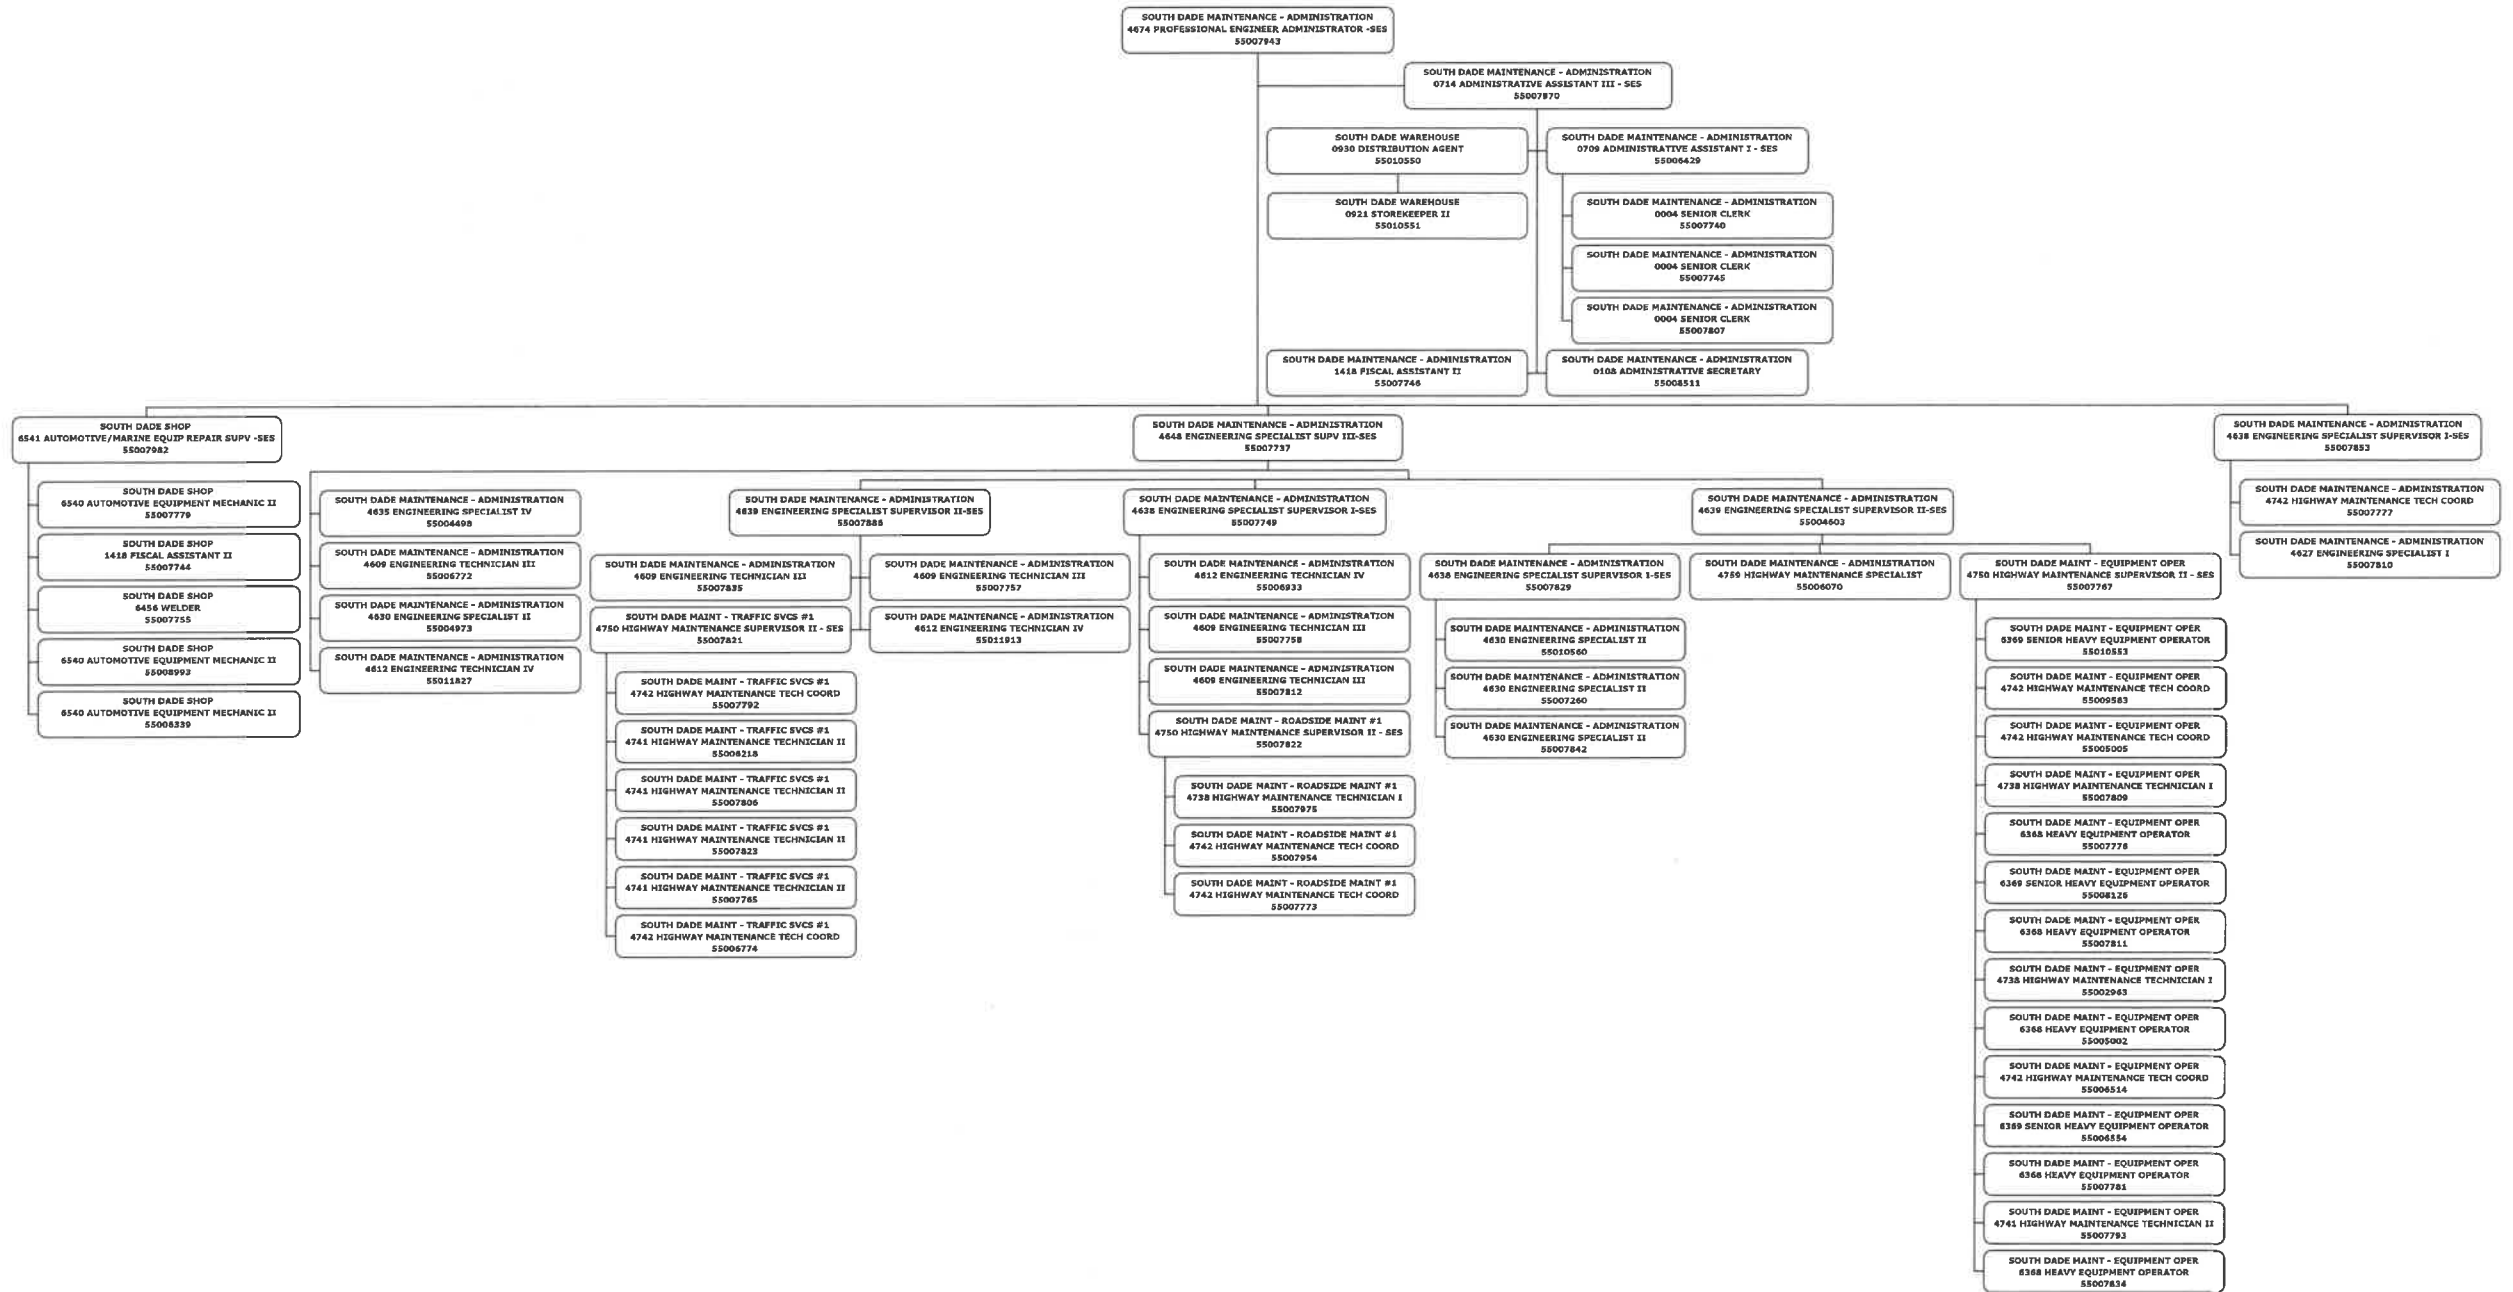 SOUTH DADE MAINTENANCE - ADMINISTRATION
4674 PROFESSIONAL ENGINEER ADMINISTRATOR -SES
55007943
SOUTH DADE MAINTENANCE - ADMINISTRATION
0714 ADMINISTRATIVE ASSISTANT III - SES
55007870
SOUTH DADE WAREHOUSE
0930 DISTRIBUTION AGENT
55010550
SOUTH DADE MAINTENANCE - ADMINISTRATION
0709 ADMINISTRATIVE ASSISTANT I - SES
55006429
SOUTH DADE WAREHOUSE
0921 STOREKEEPER II
55010551
SOUTH DADE MAINTENANCE - ADMINISTRATION
0004 SENIOR CLERK
55007740
SOUTH DADE MAINTENANCE - ADMINISTRATION
0004 SENIOR CLERK
55007745
SOUTH DADE MAINTENANCE - ADMINISTRATION
0004 SENIOR CLERK
55007807
SOUTH DADE MAINTENANCE - ADMINISTRATION
1418 FISCAL ASSISTANT II
55007746
SOUTH DADE MAINTENANCE - ADMINISTRATION
0108 ADMINISTRATIVE SECRETARY
55008511
SOUTH DADE SHOP
6541 AUTOMOTIVE/MARINE EQUIP REPAIR SUPV -SES
55007982
SOUTH DADE SHOP
6540 AUTOMOTIVE EQUIPMENT MECHANIC II
55007779
SOUTH DADE SHOP
1418 FISCAL ASSISTANT II
55007744
SOUTH DADE SHOP
6456 WELDER
55007755
SOUTH DADE SHOP
6540 AUTOMOTIVE EQUIPMENT MECHANIC II
55008993
SOUTH DADE SHOP
6540 AUTOMOTIVE EQUIPMENT MECHANIC II
55008339
SOUTH DADE MAINTENANCE - ADMINISTRATION
4648 ENGINEERING SPECIALIST SUPV III-SES
55007737
SOUTH DADE MAINTENANCE - ADMINISTRATION
4635 ENGINEERING SPECIALIST IV
55004498
SOUTH DADE MAINTENANCE - ADMINISTRATION
4609 ENGINEERING TECHNICIAN III
55006772
SOUTH DADE MAINTENANCE - ADMINISTRATION
4630 ENGINEERING SPECIALIST II
55004973
SOUTH DADE MAINTENANCE - ADMINISTRATION
4612 ENGINEERING TECHNICIAN IV
55011827
SOUTH DADE MAINTENANCE - ADMINISTRATION
4639 ENGINEERING SPECIALIST SUPERVISOR II-SES
55007886
SOUTH DADE MAINTENANCE - ADMINISTRATION
4609 ENGINEERING TECHNICIAN III
55007835
SOUTH DADE MAINTENANCE - ADMINISTRATION
4609 ENGINEERING TECHNICIAN III
55007757
SOUTH DADE MAINT - TRAFFIC SVCS #1
4750 HIGHWAY MAINTENANCE SUPERVISOR II - SES
55007821
SOUTH DADE MAINTENANCE - ADMINISTRATION
4612 ENGINEERING TECHNICIAN IV
55011913
SOUTH DADE MAINT - TRAFFIC SVCS #1
4742 HIGHWAY MAINTENANCE TECH COORD
55007792
SOUTH DADE MAINT - TRAFFIC SVCS #1
4741 HIGHWAY MAINTENANCE TECHNICIAN II
55008218
SOUTH DADE MAINT - TRAFFIC SVCS #1
4741 HIGHWAY MAINTENANCE TECHNICIAN II
55007806
SOUTH DADE MAINT - TRAFFIC SVCS #1
4741 HIGHWAY MAINTENANCE TECHNICIAN II
55007823
SOUTH DADE MAINT - TRAFFIC SVCS #1
4741 HIGHWAY MAINTENANCE TECHNICIAN II
55007765
SOUTH DADE MAINT - TRAFFIC SVCS #1
4742 HIGHWAY MAINTENANCE TECH COORD
55006774
SOUTH DADE MAINTENANCE - ADMINISTRATION
4638 ENGINEERING SPECIALIST SUPERVISOR I-SES
55007749
SOUTH DADE MAINTENANCE - ADMINISTRATION
4612 ENGINEERING TECHNICIAN IV
55006933
SOUTH DADE MAINTENANCE - ADMINISTRATION
4609 ENGINEERING TECHNICIAN III
55007758
SOUTH DADE MAINTENANCE - ADMINISTRATION
4609 ENGINEERING TECHNICIAN III
55007812
SOUTH DADE MAINT - ROADSIDE MAINT #1
4750 HIGHWAY MAINTENANCE SUPERVISOR II - SES
55007822
SOUTH DADE MAINT - ROADSIDE MAINT #1
4738 HIGHWAY MAINTENANCE TECHNICIAN I
55007975
SOUTH DADE MAINT - ROADSIDE MAINT #1
4742 HIGHWAY MAINTENANCE TECH COORD
55007954
SOUTH DADE MAINT - ROADSIDE MAINT #1
4742 HIGHWAY MAINTENANCE TECH COORD
55007773
SOUTH DADE MAINTENANCE - ADMINISTRATION
4639 ENGINEERING SPECIALIST SUPERVISOR II-SES
55004603
SOUTH DADE MAINTENANCE - ADMINISTRATION
4638 ENGINEERING SPECIALIST SUPERVISOR I-SES
55007829
SOUTH DADE MAINTENANCE - ADMINISTRATION
4630 ENGINEERING SPECIALIST II
55010560
SOUTH DADE MAINTENANCE - ADMINISTRATION
4630 ENGINEERING SPECIALIST II
55007260
SOUTH DADE MAINTENANCE - ADMINISTRATION
4630 ENGINEERING SPECIALIST II
55007842
SOUTH DADE MAINTENANCE - ADMINISTRATION
4759 HIGHWAY MAINTENANCE SPECIALIST
55006070
SOUTH DADE MAINT - EQUIPMENT OPER
4750 HIGHWAY MAINTENANCE SUPERVISOR II - SES
55007767
SOUTH DADE MAINT - EQUIPMENT OPER
6369 SENIOR HEAVY EQUIPMENT OPERATOR
55010553
SOUTH DADE MAINT - EQUIPMENT OPER
4742 HIGHWAY MAINTENANCE TECH COORD
55009583
SOUTH DADE MAINT - EQUIPMENT OPER
4742 HIGHWAY MAINTENANCE TECH COORD
55005005
SOUTH DADE MAINT - EQUIPMENT OPER
4738 HIGHWAY MAINTENANCE TECHNICIAN I
55007809
SOUTH DADE MAINT - EQUIPMENT OPER
6368 HEAVY EQUIPMENT OPERATOR
55007776
SOUTH DADE MAINT - EQUIPMENT OPER
6369 SENIOR HEAVY EQUIPMENT OPERATOR
55008126
SOUTH DADE MAINT - EQUIPMENT OPER
6368 HEAVY EQUIPMENT OPERATOR
55007811
SOUTH DADE MAINT - EQUIPMENT OPER
4738 HIGHWAY MAINTENANCE TECHNICIAN I
55002963
SOUTH DADE MAINT - EQUIPMENT OPER
6368 HEAVY EQUIPMENT OPERATOR
55005002
SOUTH DADE MAINT - EQUIPMENT OPER
4742 HIGHWAY MAINTENANCE TECH COORD
55006514
SOUTH DADE MAINT - EQUIPMENT OPER
6369 SENIOR HEAVY EQUIPMENT OPERATOR
55006554
SOUTH DADE MAINT - EQUIPMENT OPER
6368 HEAVY EQUIPMENT OPERATOR
55007781
SOUTH DADE MAINT - EQUIPMENT OPER
4741 HIGHWAY MAINTENANCE TECHNICIAN II
55007793
SOUTH DADE MAINT - EQUIPMENT OPER
6368 HEAVY EQUIPMENT OPERATOR
55007834
SOUTH DADE MAINTENANCE - ADMINISTRATION
4638 ENGINEERING SPECIALIST SUPERVISOR I-SES
55007853
SOUTH DADE MAINTENANCE - ADMINISTRATION
4742 HIGHWAY MAINTENANCE TECH COORD
55007777
SOUTH DADE MAINTENANCE - ADMINISTRATION
4627 ENGINEERING SPECIALIST I
55007810